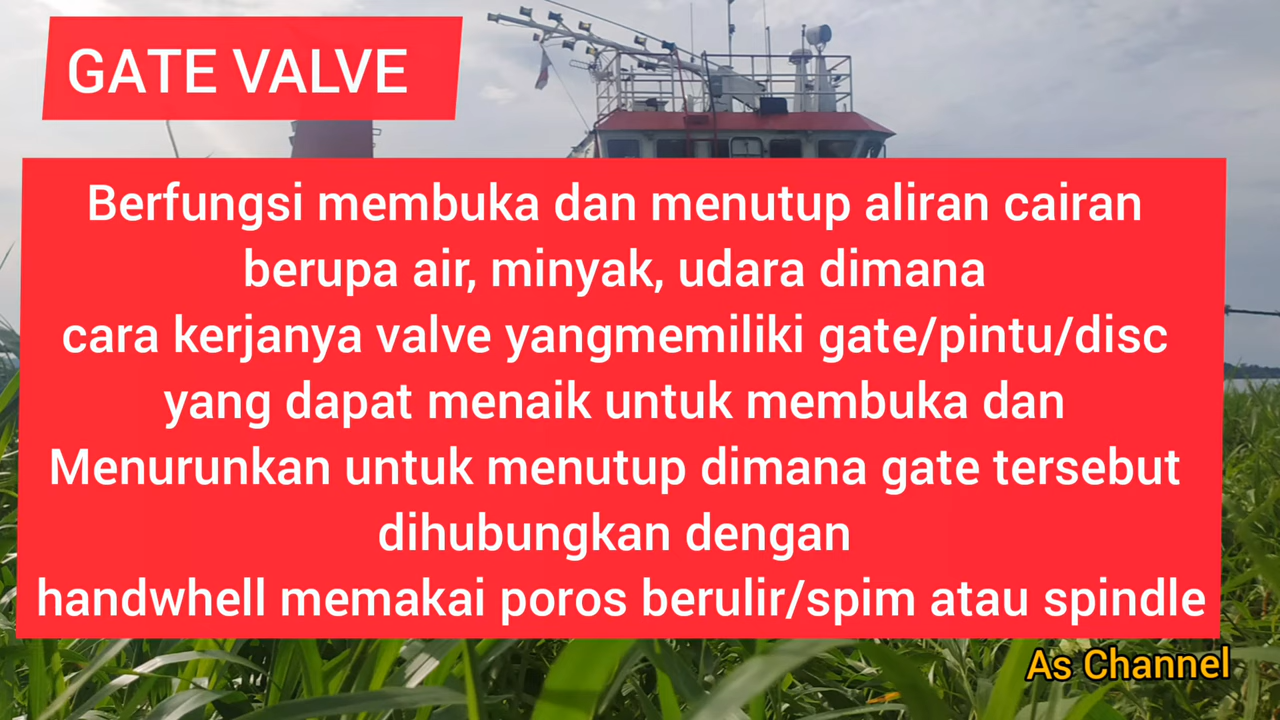 GATE VALVE
Berfungsi membuka dan menutup aliran cairan
berupa air, minyak, udara dimana
cara kerjanya valve yangmemiliki gate/pintu/disc
yang dapat menaik untuk membuka dan
Menurunkan untuk menutup dimana gate tersebut
dihubungkan dengan
handwhell memakai poros berulir/spim atau spindle
As Channel